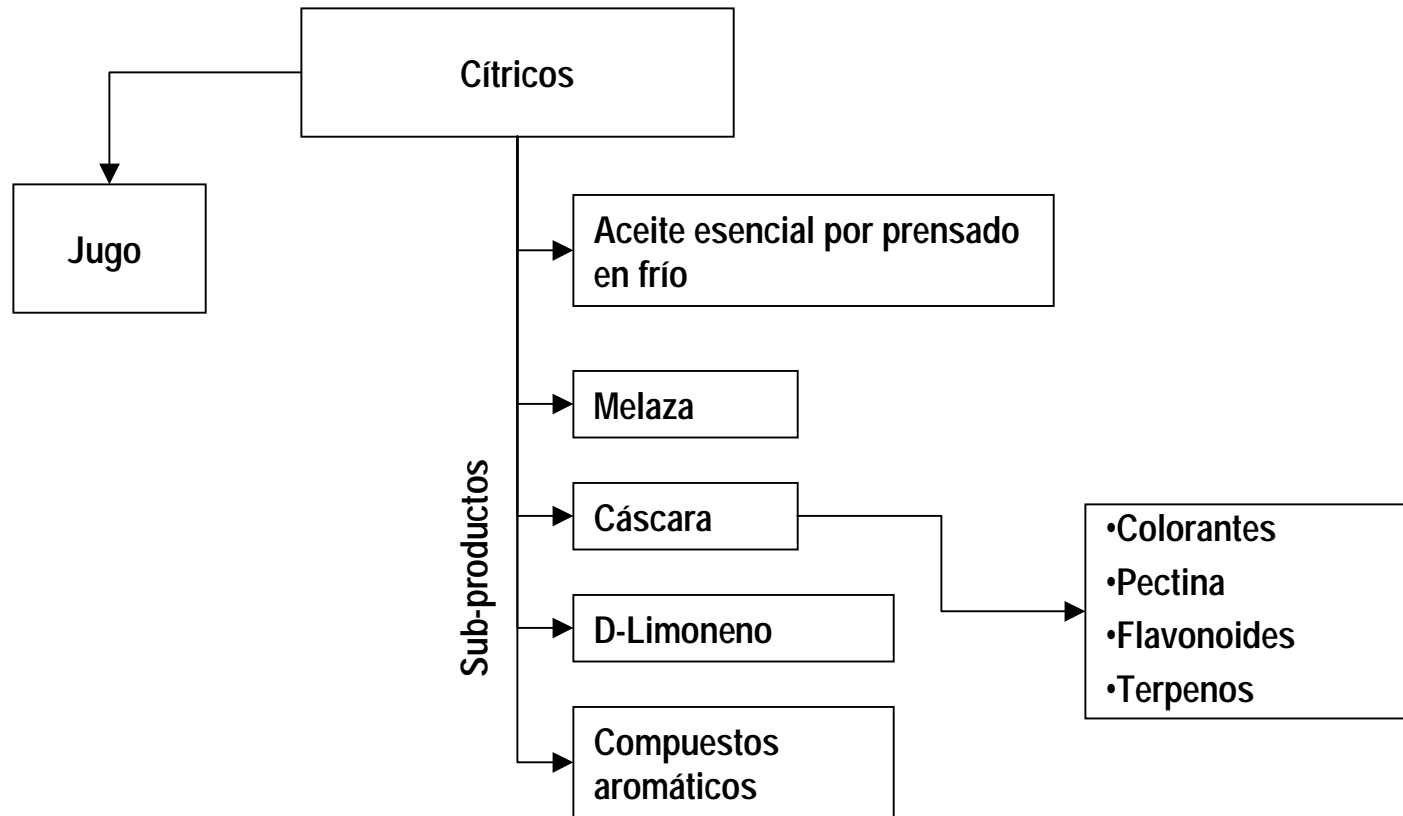 Cítricos
Jugo
Aceite esencial por prensado
en frío
Melaza
Sub-productos
Cáscara
•Colorantes
•Pectina
•Flavonoides
•Terpenos
D-Limoneno
Compuestos
aromáticos